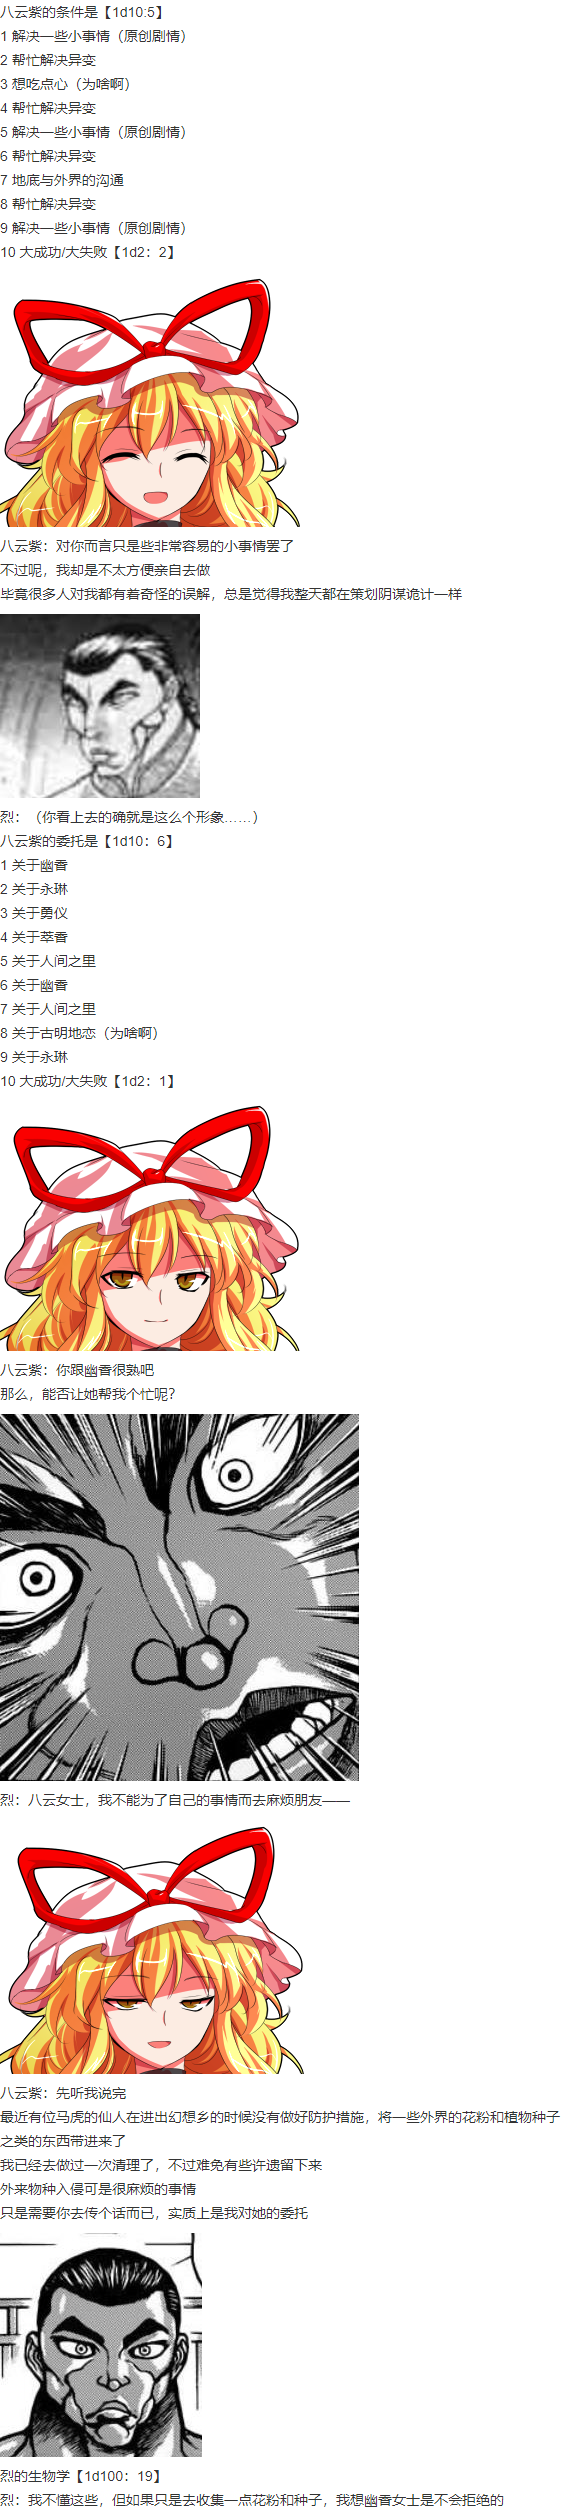 八云紫的条件是【1d10:5】
1 解决一些小事情（原创剧情）
2 帮忙解决异变
3 想吃点心（为啥啊）
4 帮忙解决异变
5 解决一些小事情（原创剧情）
6 帮忙解决异变
7 地底与外界的沟通
8 帮忙解决异变
9 解决一些小事情（原创剧情）
10 大成功/大失败【1d2：2】
八云紫：对你而言只是些非常容易的小事情罢了
不过呢，我却是不太方便亲自去做
毕竟很多人对我都有着奇怪的误解，总是觉得我整天都在策划阴谋诡计一样
烈：（你看上去的确就是这么个形象……）
八云紫的委托是【1d10：6】
1 关于幽香
2 关于永琳
3 关于勇仪
4 关于萃香
5 关于人间之里
6 关于幽香
7 关于人间之里
8 关于古明地恋（为啥啊）
9 关于永琳
10 大成功/大失败【1d2：1】
八云紫：你跟幽香很熟吧
那么，能否让她帮我个忙呢？
烈：八云女士，我不能为了自己的事情而去麻烦朋友——
八云紫：先听我说完
最近有位马虎的仙人在进出幻想乡的时候没有做好防护措施，将一些外界的花粉和植物种子
之类的东西带进来了
我已经去做过一次清理了，不过难免有些许遗留下来
外来物种入侵可是很麻烦的事情
只是需要你去传个话而已，实质上是我对她的委托
烈的生物学【1d100：19】
烈：我不懂这些，但如果只是去收集一点花粉和种子，我想幽香女士是不会拒绝的